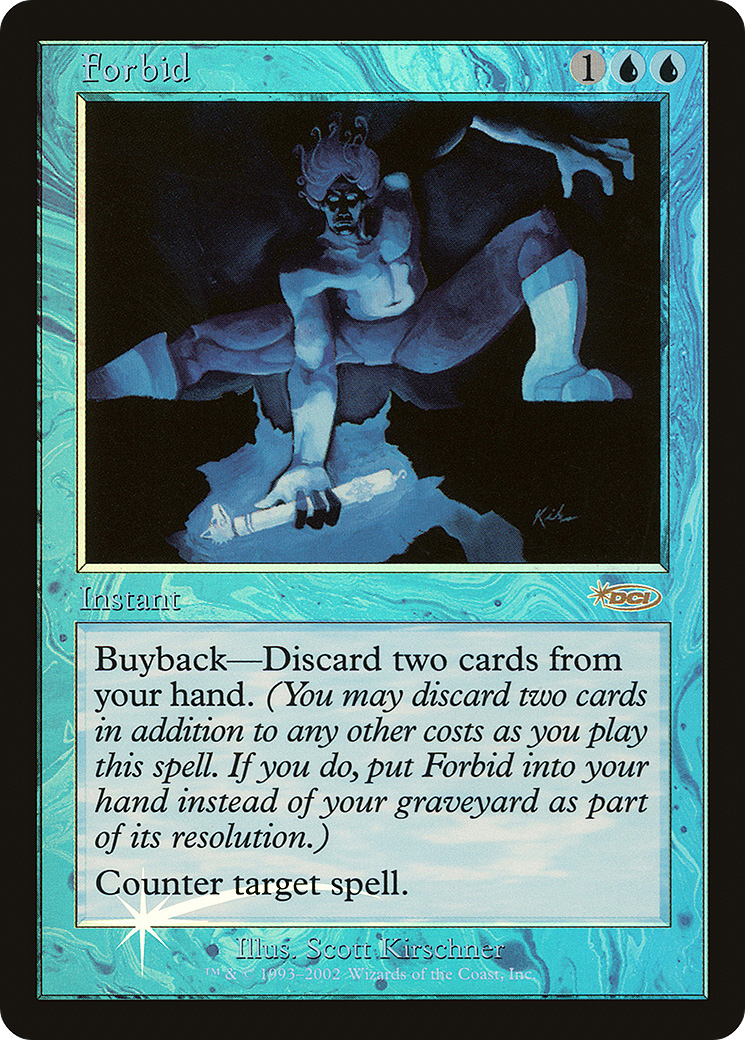 Forbid 1
Kihn
Instant DCI
Buyback—Discard two cards from
your hand. (You may discard two cards
in addition to any other costs as you play
this spell. If you do, put Forbid into your
hand instead of your graveyard as part
of its resolution.)
Counter target spell.
Illus. Scott Kirschner
™ & © 1993–2002 Wizards of the Coast, Inc.